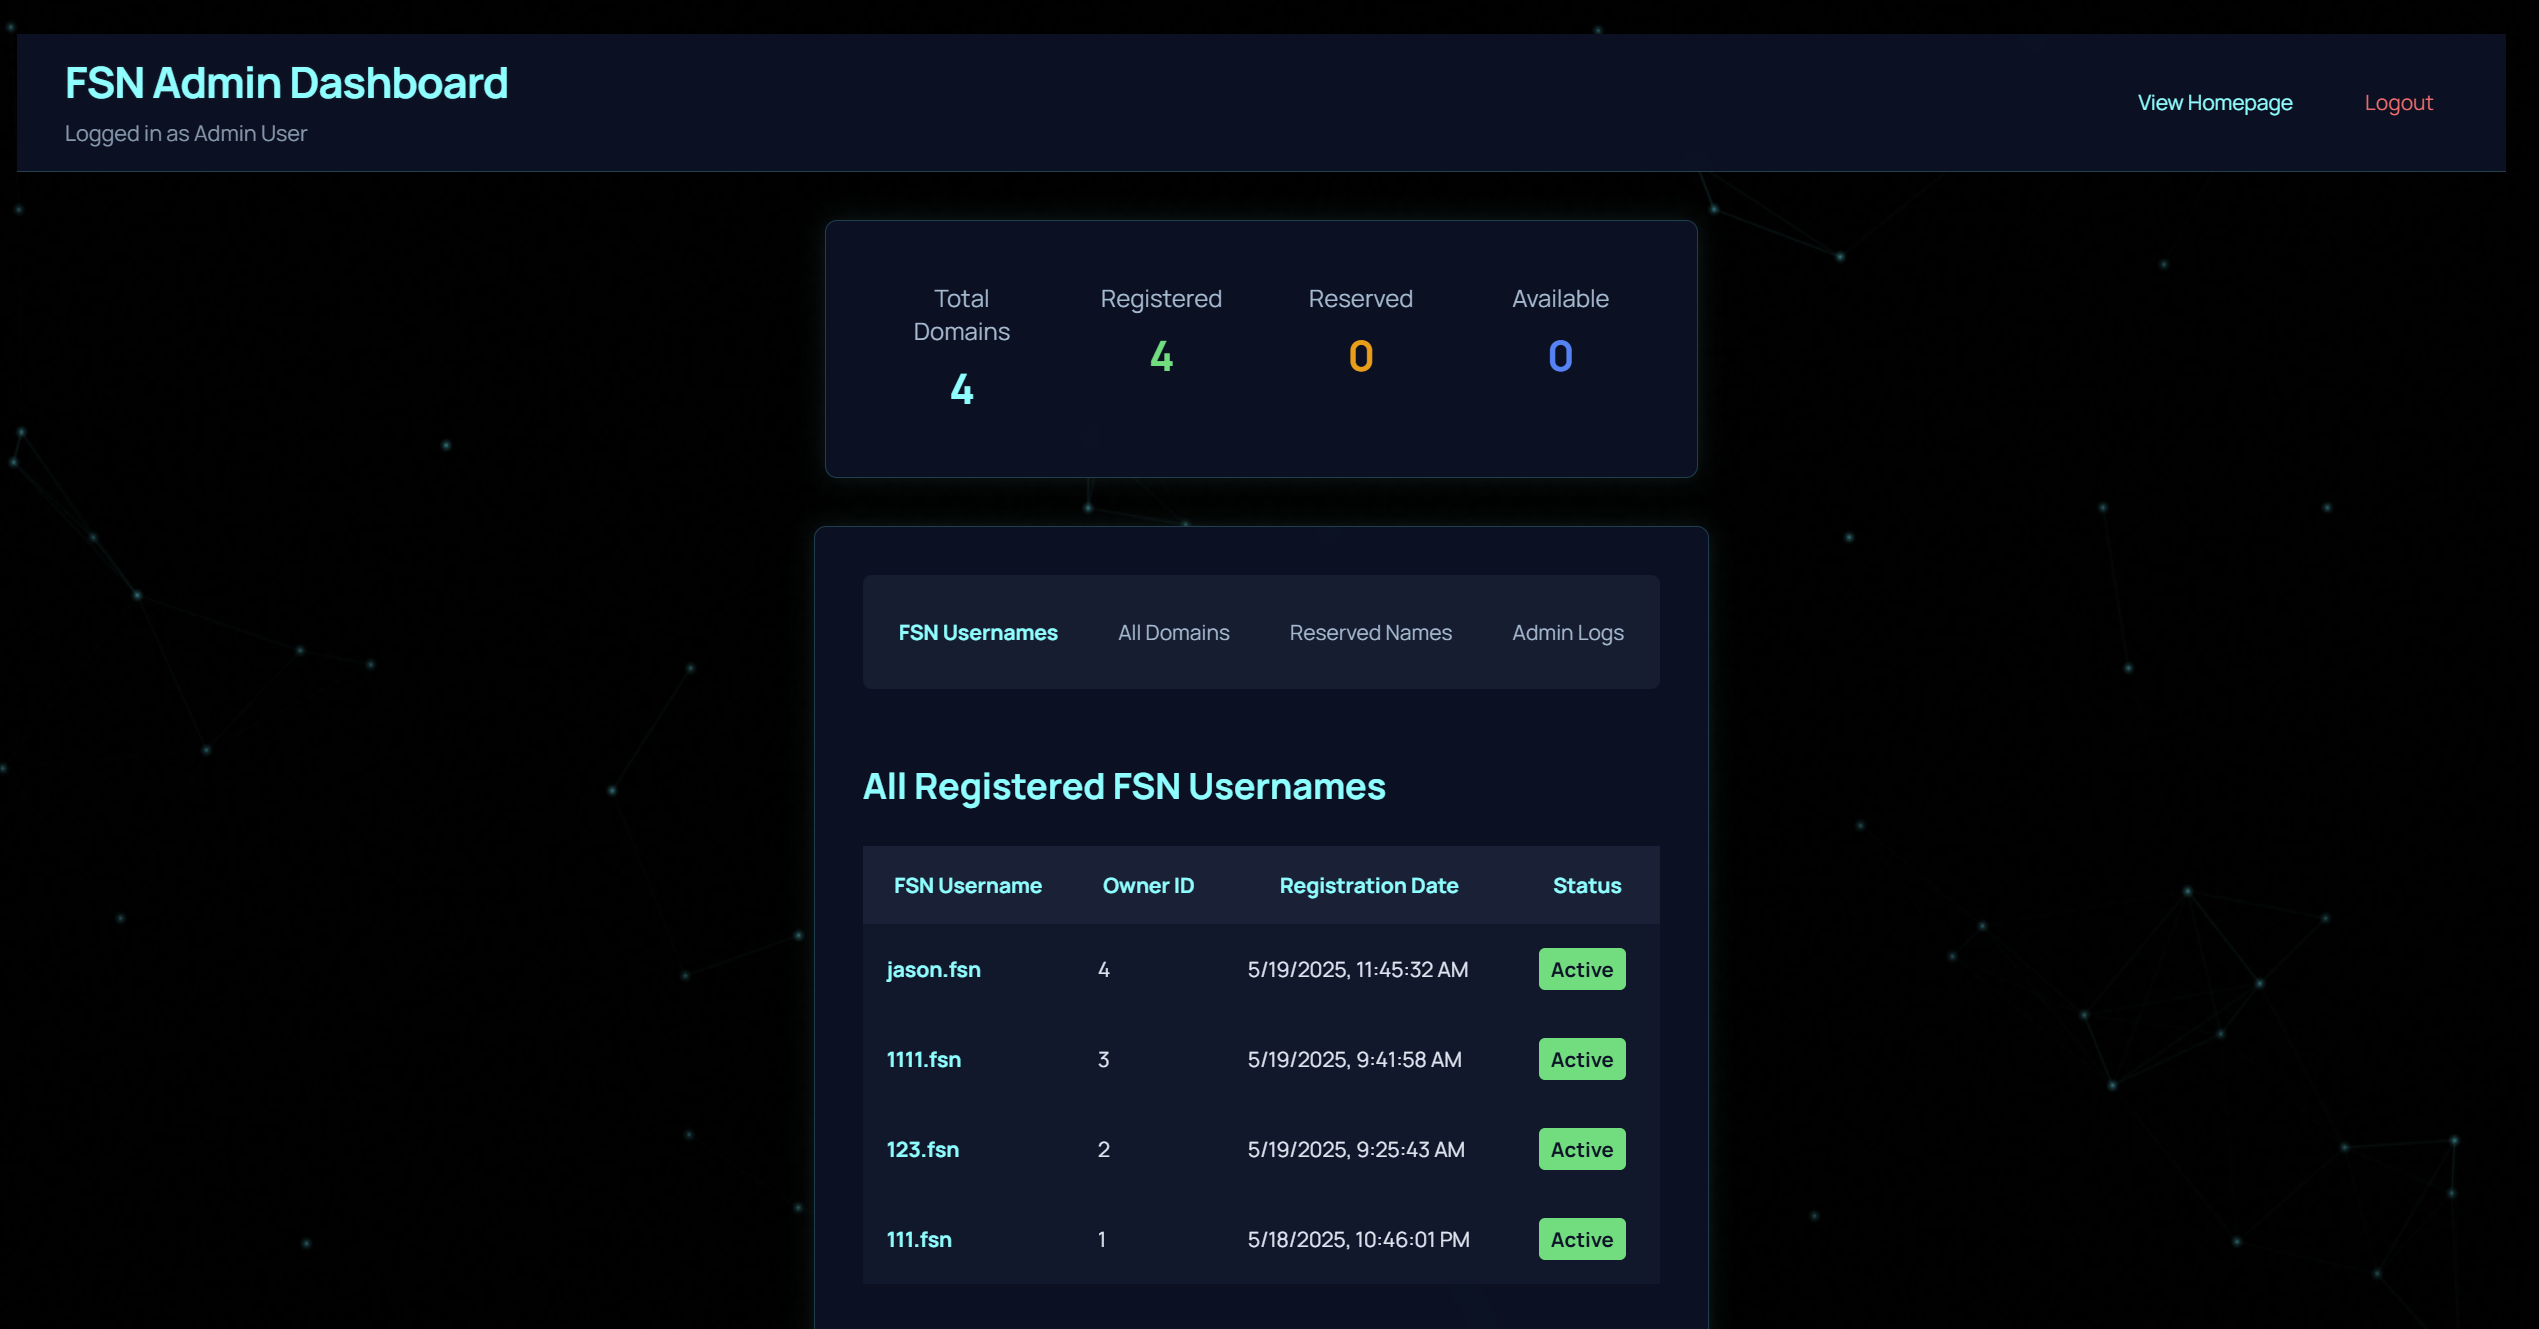 FSN Admin Dashboard
Logged in as Admin User
View Homepage
Logout
Total
Domains
4
Registered
4
Reserved
0
Available
0
FSN Usernames
All Domains
Reserved Names
Admin Logs
All Registered FSN Usernames
FSN Username Owner ID Registration Date Status
jason.fsn 4 5/19/2025, 11:45:32 AM Active
1111.fsn 3 5/19/2025, 9:41:58 AM Active
123.fsn 2 5/19/2025, 9:25:43 AM Active
111.fsn 1 5/18/2025, 10:46:01 PM Active